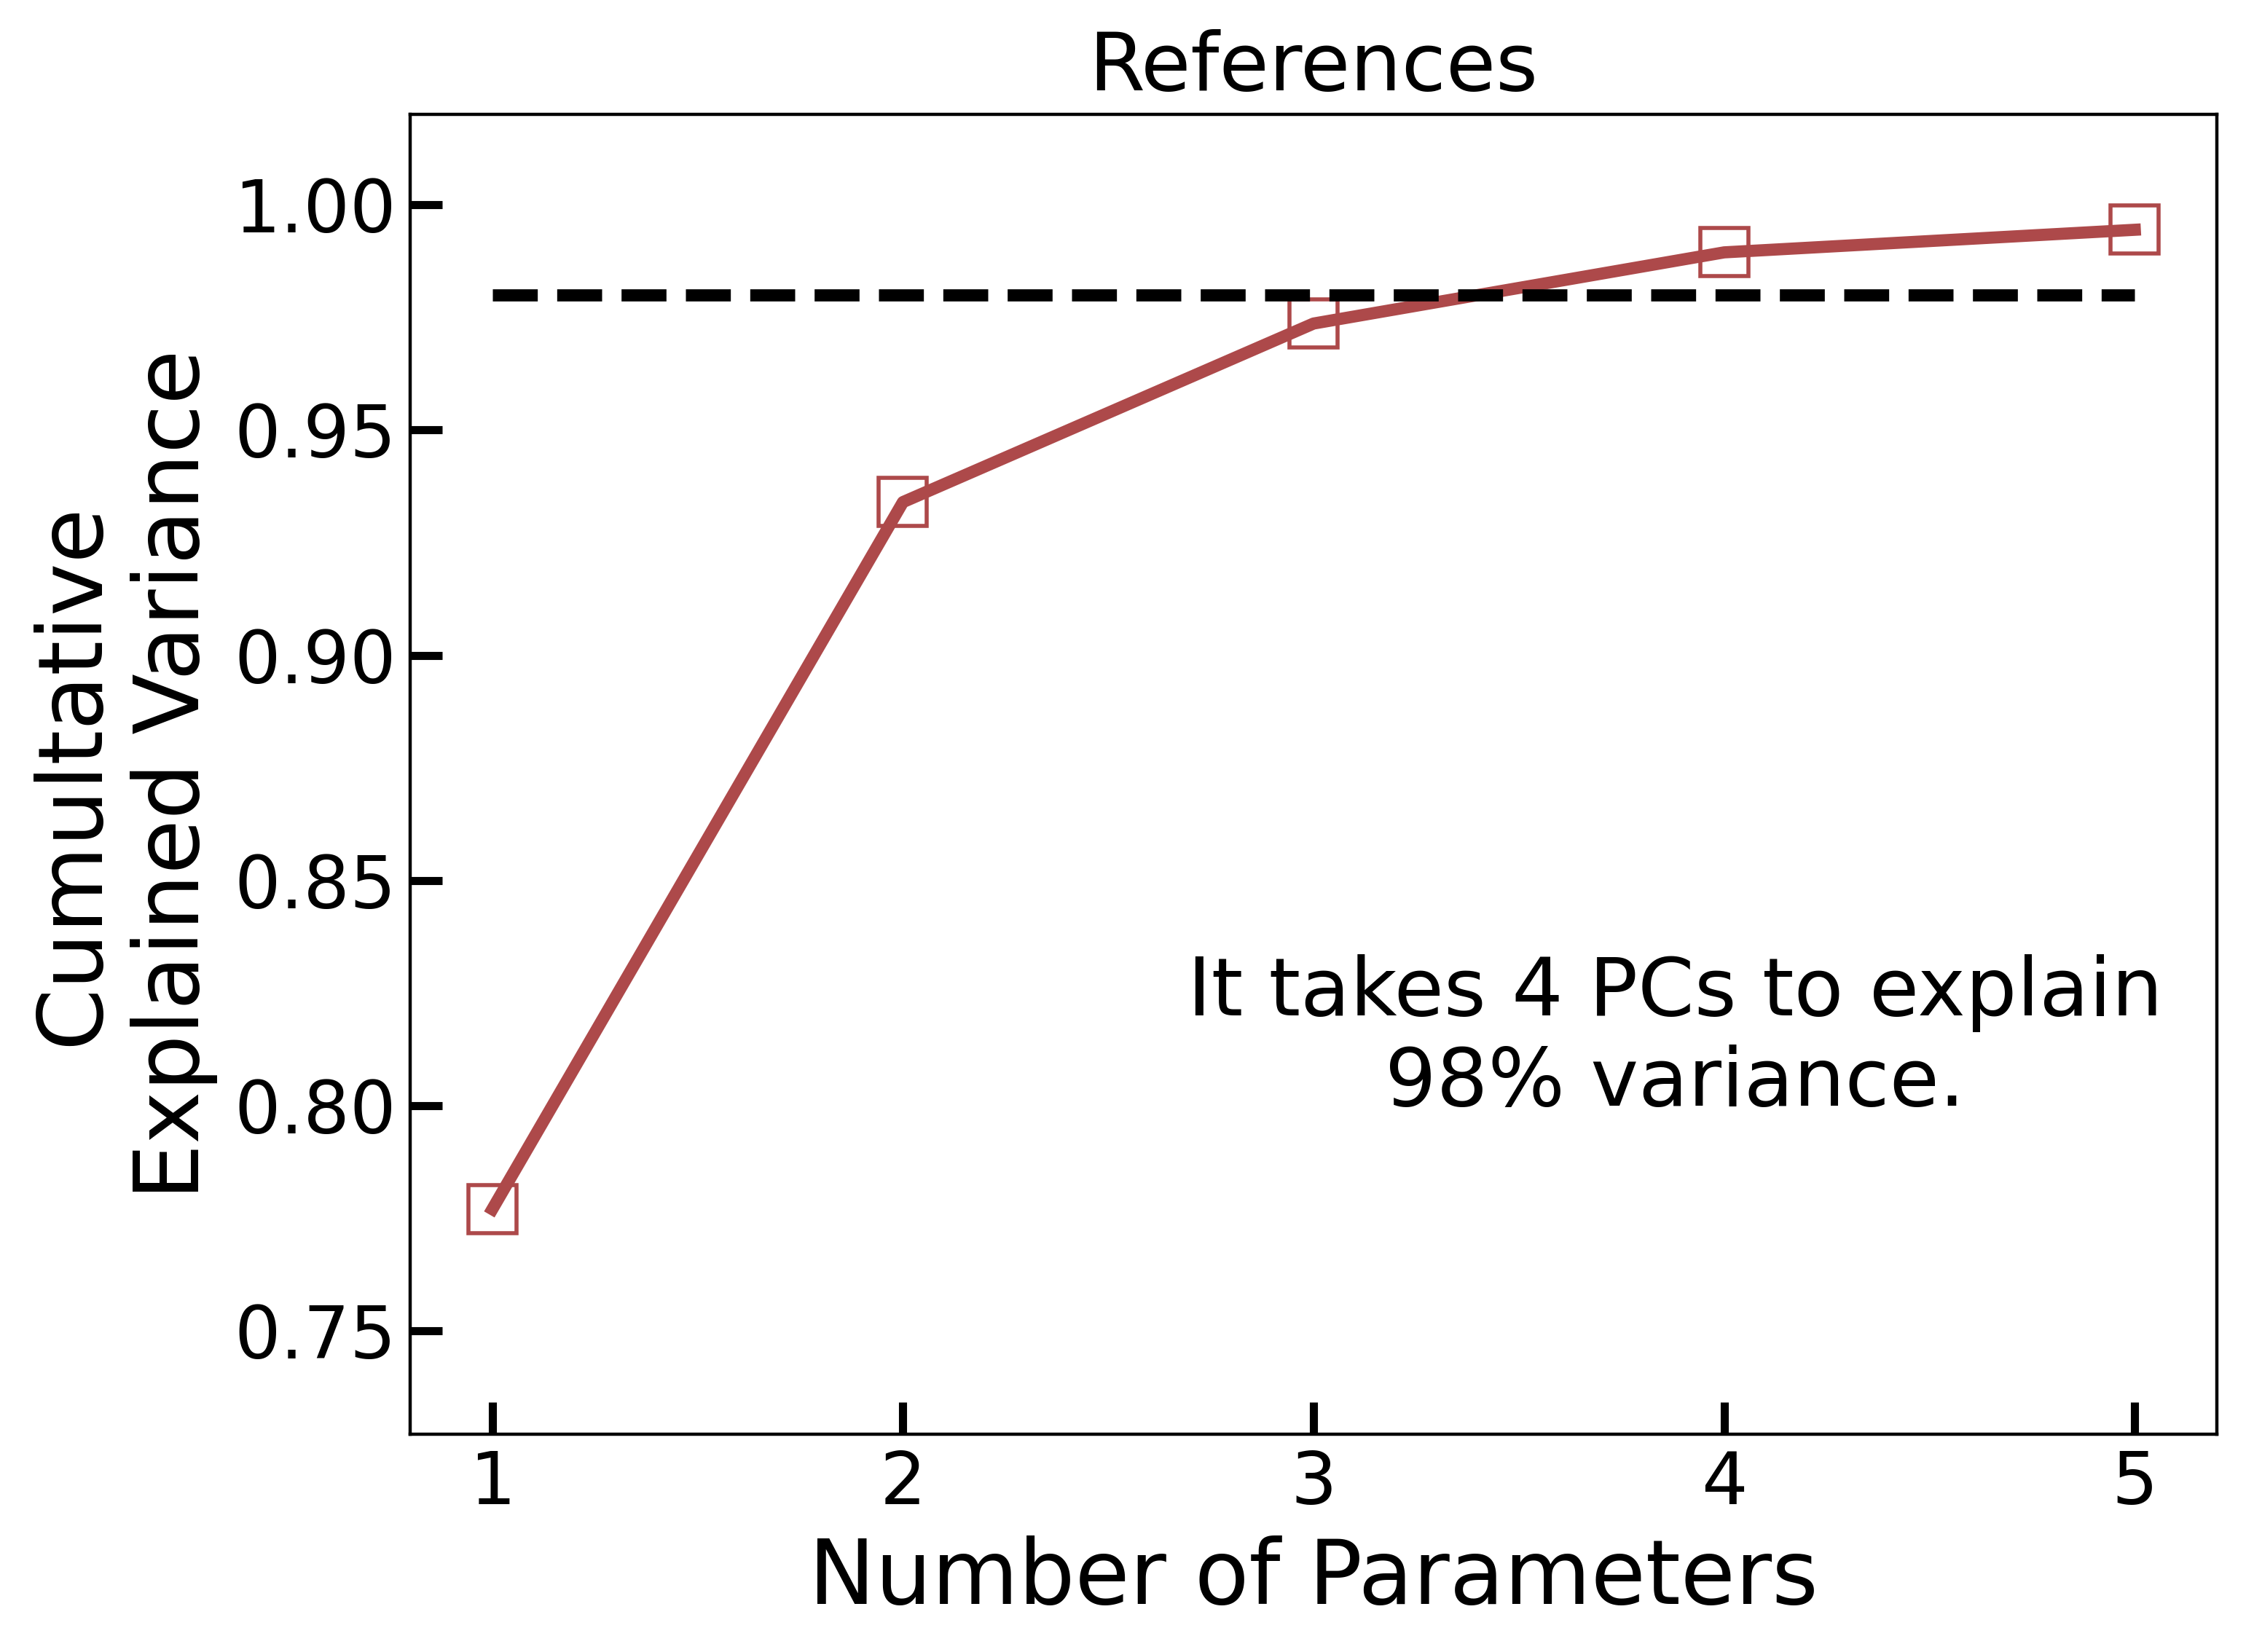 References
Cumultative
Explained Variance
1.00
0.95
0.90
0.85
0.80
0.75
It takes 4 PCs to explain
98% variance.
1 2 3 4 5
Number of Parameters